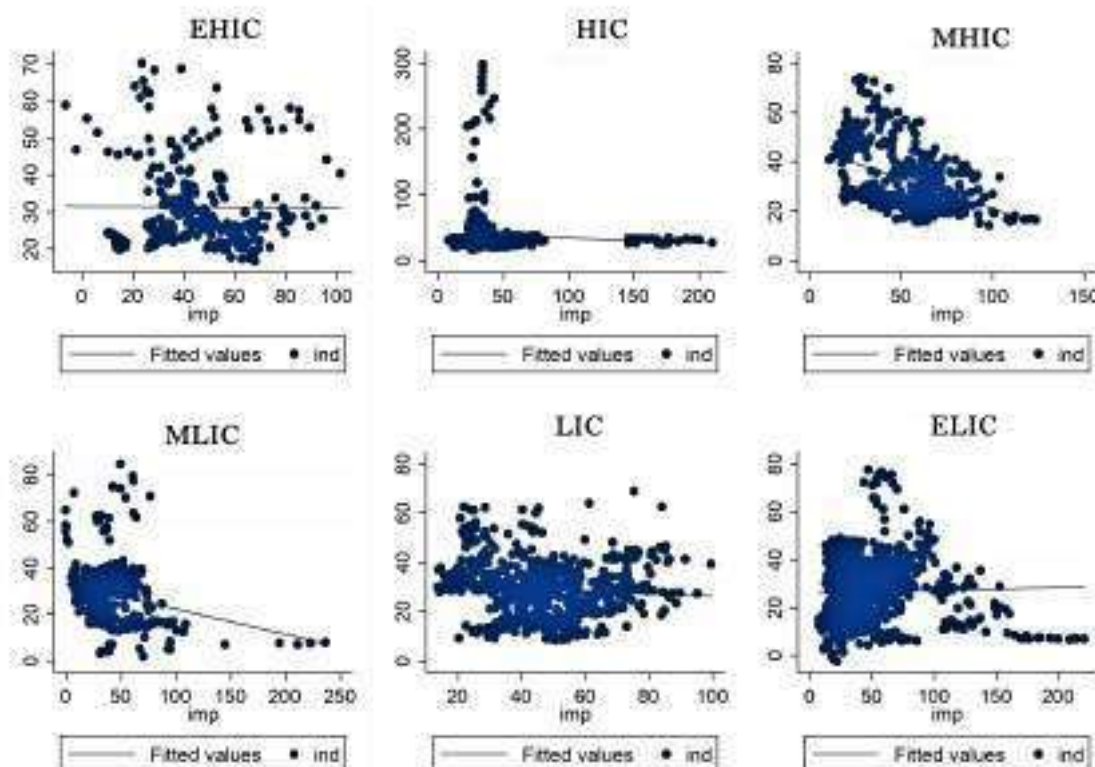 EHIC
70
60
50
40
30
20
0 20 40 60 80 100
imp
Fitted values ind
HIC
300
200
100
0
0 50 100 150 200
imp
Fitted values ind
MHIC
80
60
40
20
0
0 50 100 150
imp
Fitted values ind
MLIC
80
60
40
20
0
0 50 100 150 200 250
imp
Fitted values ind
LIC
80
60
40
20
0
20 40 60 80 100
imp
Fitted values ind
ELIC
80
60
40
20
0
0 50 100 150 200
imp
Fitted values ind